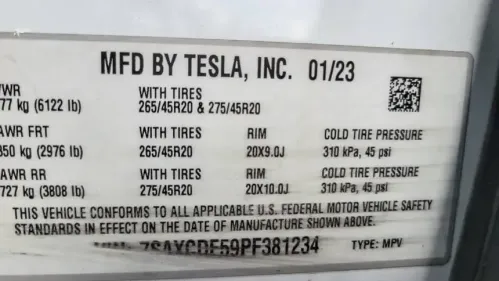 MFD BY TESLA, INC. 01/23
VWR WITH TIRES
77 kg (6122 lb) 265/45R20 & 275/45R20
AWR FRT WITH TIRES RIM COLD TIRE PRESSURE
350 kg (2976 lb) 265/45R20 20X9.0J 310 kPa, 45 psi
AWR RR WITH TIRES RIM COLD TIRE PRESSURE
727 kg (3808 lb) 275/45R20 20X10.0J 310 kPa, 45 psi
THIS VEHICLE CONFORMS TO ALL APPLICABLE U.S. FEDERAL MOTOR VEHICLE SAFETY
STANDARDS IN EFFECT ON THE DATE OF MANUFACTURE SHOWN ABOVE.
TYPE: MPV